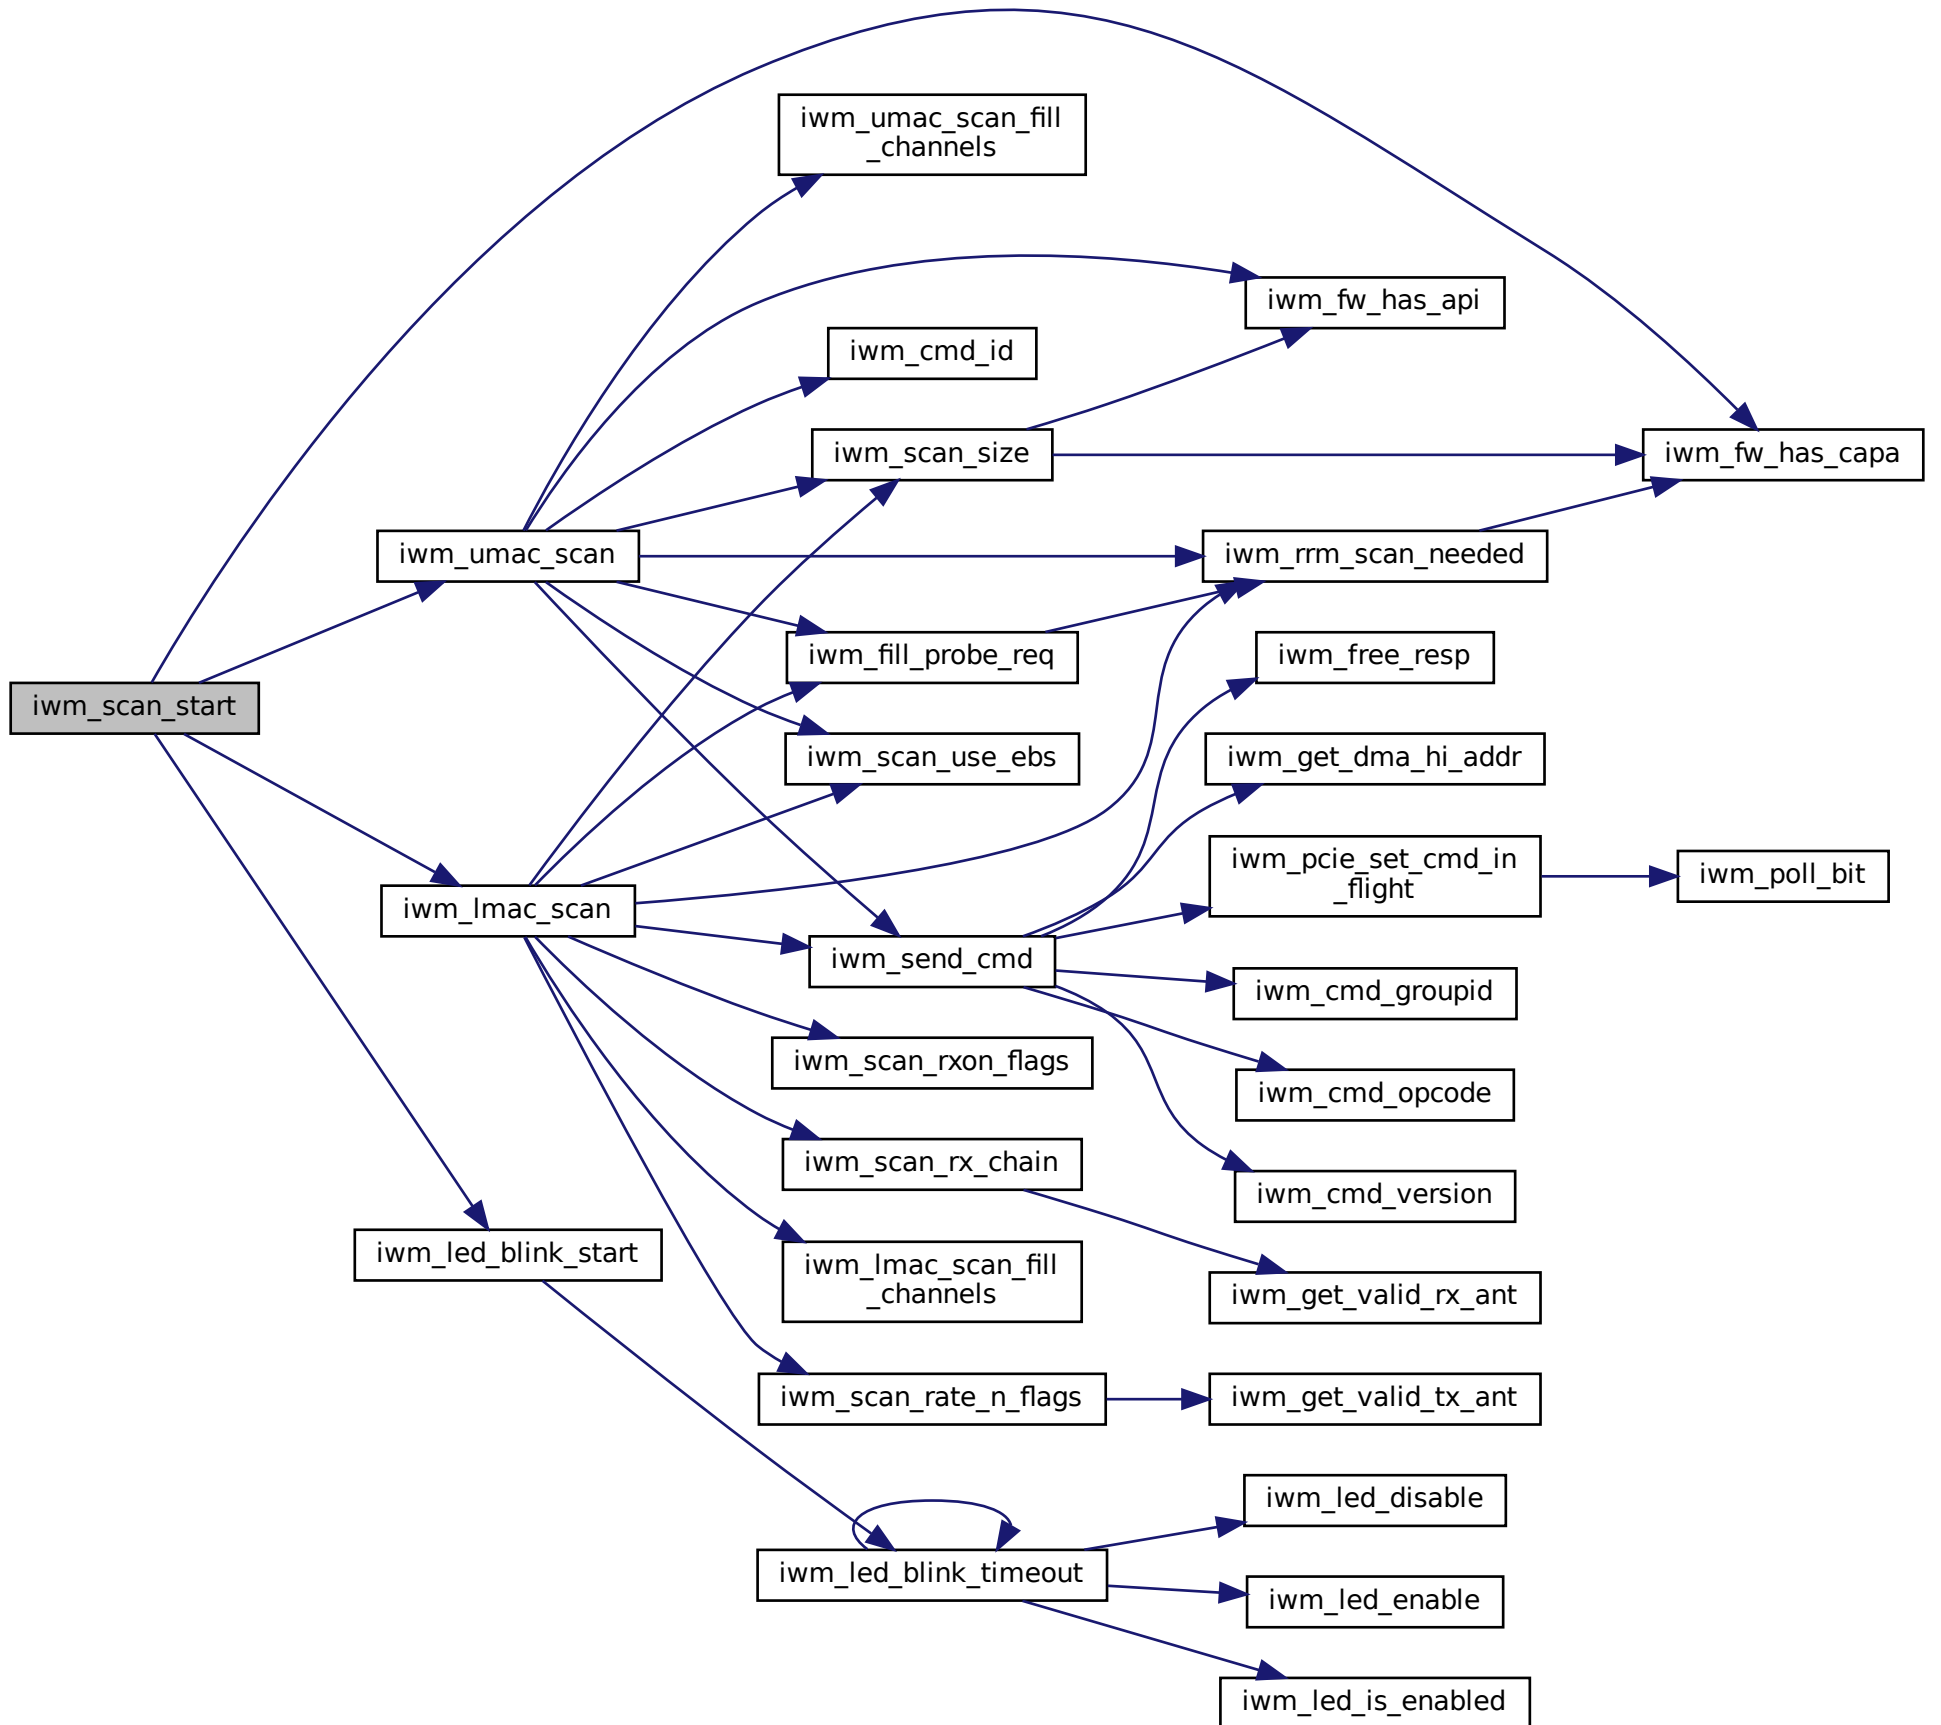 iwm_umac_scan_fill
_channels
iwm_fw_has_api
iwm_cmd_id
iwm_scan_size
iwm_fw_has_capa
iwm_umac_scan
iwm_rrm_scan_needed
iwm_fill_probe_req
iwm_free_resp
iwm_scan_start
iwm_scan_use_ebs
iwm_get_dma_hi_addr
iwm_pcie_set_cmd_in
_flight
iwm_poll_bit
iwm_lmac_scan
iwm_send_cmd
iwm_cmd_groupid
iwm_scan_rxon_flags
iwm_cmd_opcode
iwm_scan_rx_chain
iwm_cmd_version
iwm_led_blink_start
iwm_lmac_scan_fill
_channels
iwm_get_valid_rx_ant
iwm_scan_rate_n_flags
iwm_get_valid_tx_ant
iwm_led_disable
iwm_led_blink_timeout
iwm_led_enable
iwm_led_is_enabled